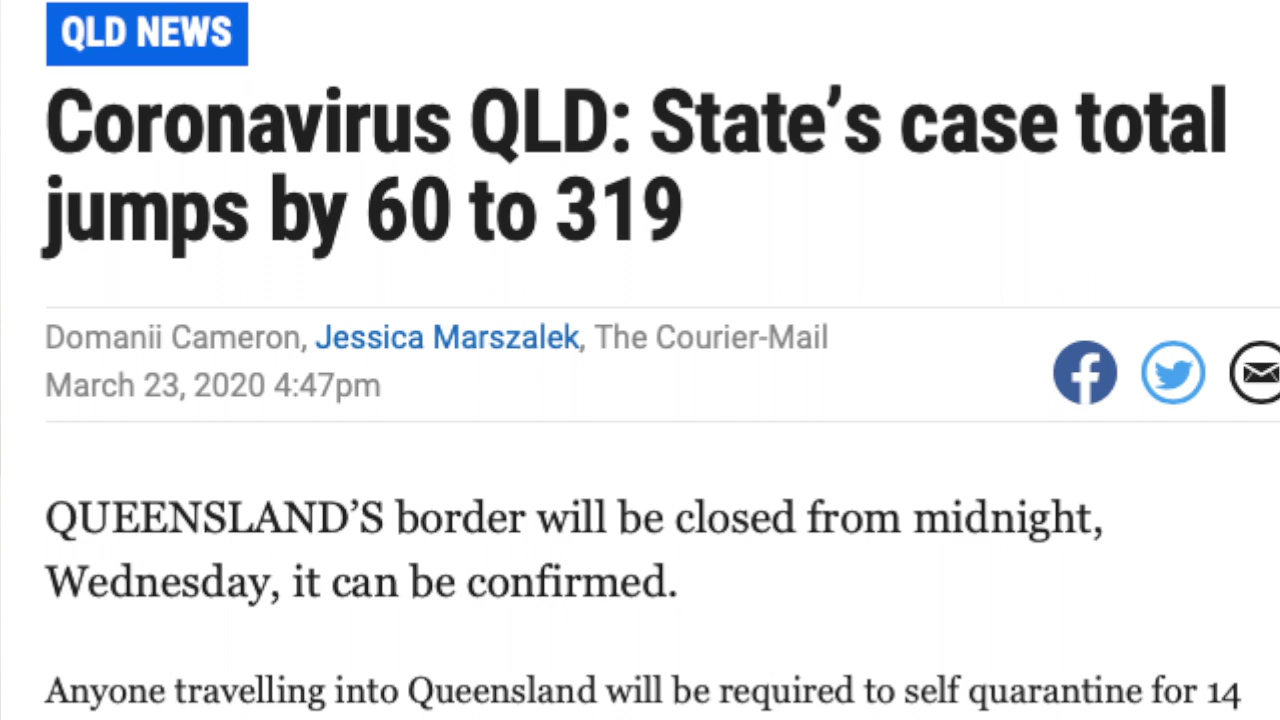 QLD NEWS
Coronavirus QLD: State’s case total
jumps by 60 to 319
Domanii Cameron, Jessica Marszalek, The Courier-Mail
March 23, 2020 4:47pm
QUEENSLAND’S border will be closed from midnight,
Wednesday, it can be confirmed.
Anyone travelling into Queensland will be required to self quarantine for 14